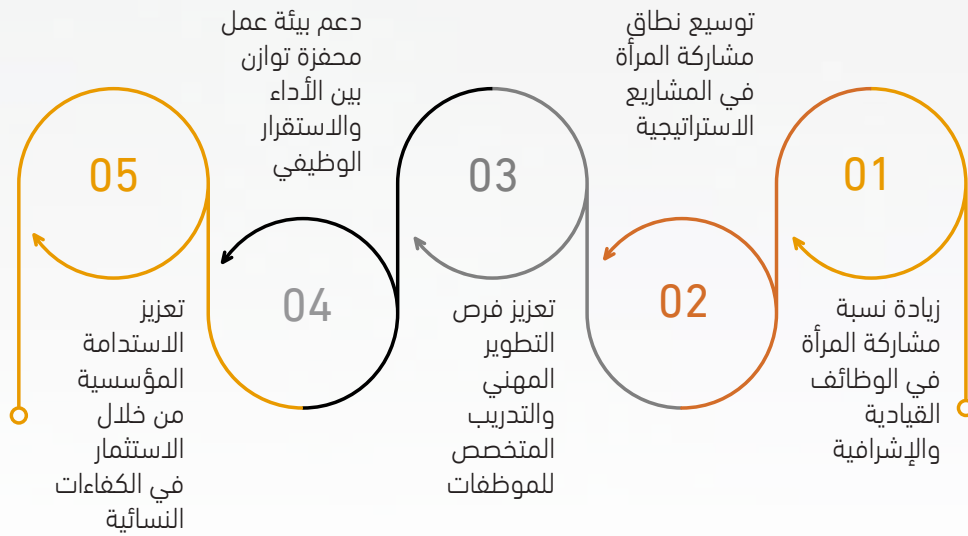 01
زيادة نسبة
مشاركة المرأة
في الوظائف
القيادية
والإشرافية
02
توسيع نطاق
مشاركة المرأة
في المشاريع
الاستراتيجية
03
تعزيز فرص
التطوير
المهني
والتدريب
المتخصص
للموظفات
04
دعم بيئة عمل
محفزة توازن
بين الأداء
والاستقرار
الوظيفي
05
تعزيز
الاستدامة
المؤسسية
من خلال
الاستثمار
في الكفاءات
النسائية